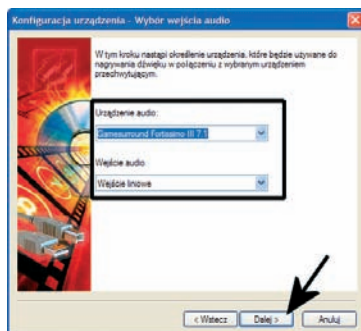 Konfiguracja urządzenia - Wybór wejścia audio
W tym kroku nastąpi określenie urządzenia, które będzie używane do
nagrywania dźwięku w połączeniu z wybranym urządzeniem
przechwytującym.
Urządzenie audio:
Gamesurround Fortissimo III 7.1
Wejście audio
Wejście liniowe
< Wstecz
Dalej >
Anuluj